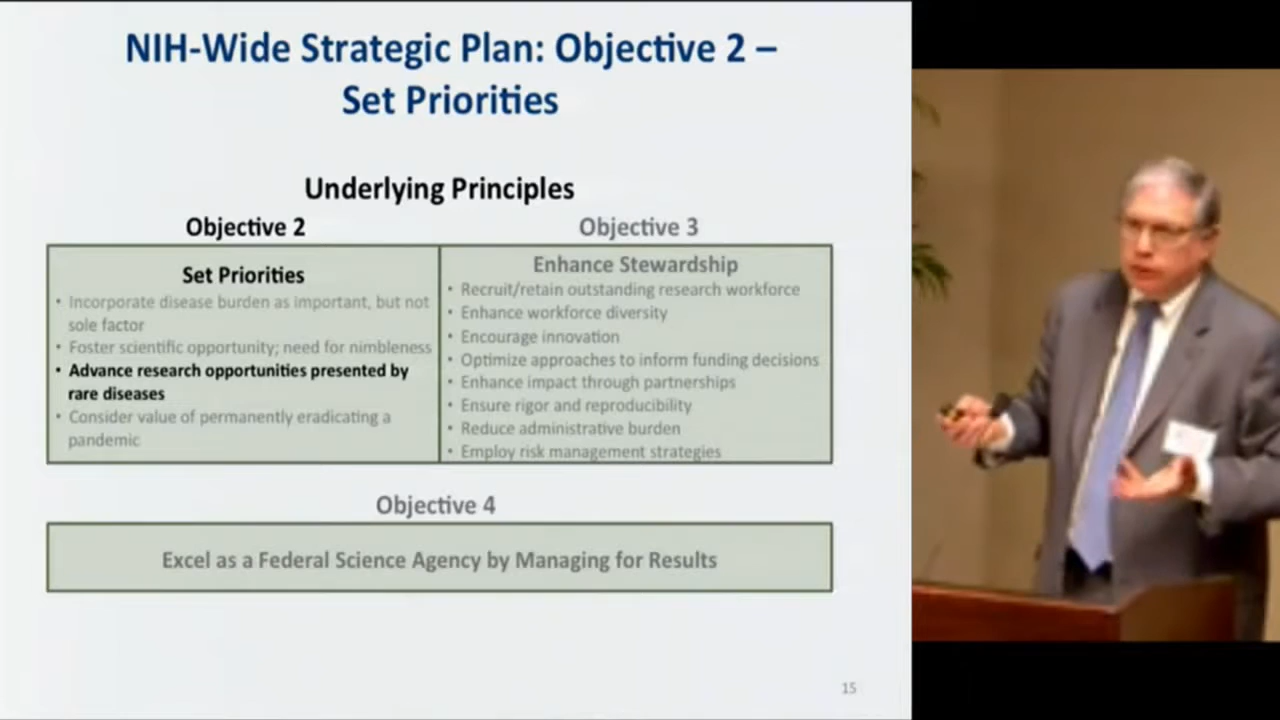 NIH-Wide Strategic Plan: Objective 2 –
Set Priorities
Underlying Principles
Objective 2
Set Priorities
• Incorporate disease burden as important, but not
sole factor
• Foster scientific opportunity; need for nimbleness
• Advance research opportunities presented by
rare diseases
• Consider value of permanently eradicating a
pandemic
Objective 3
Enhance Stewardship
• Recruit/retain outstanding research workforce
• Enhance workforce diversity
• Encourage innovation
• Optimize approaches to inform funding decisions
• Enhance impact through partnerships
• Ensure rigor and reproducibility
• Reduce administrative burden
• Employ risk management strategies
Objective 4
Excel as a Federal Science Agency by Managing for Results
15